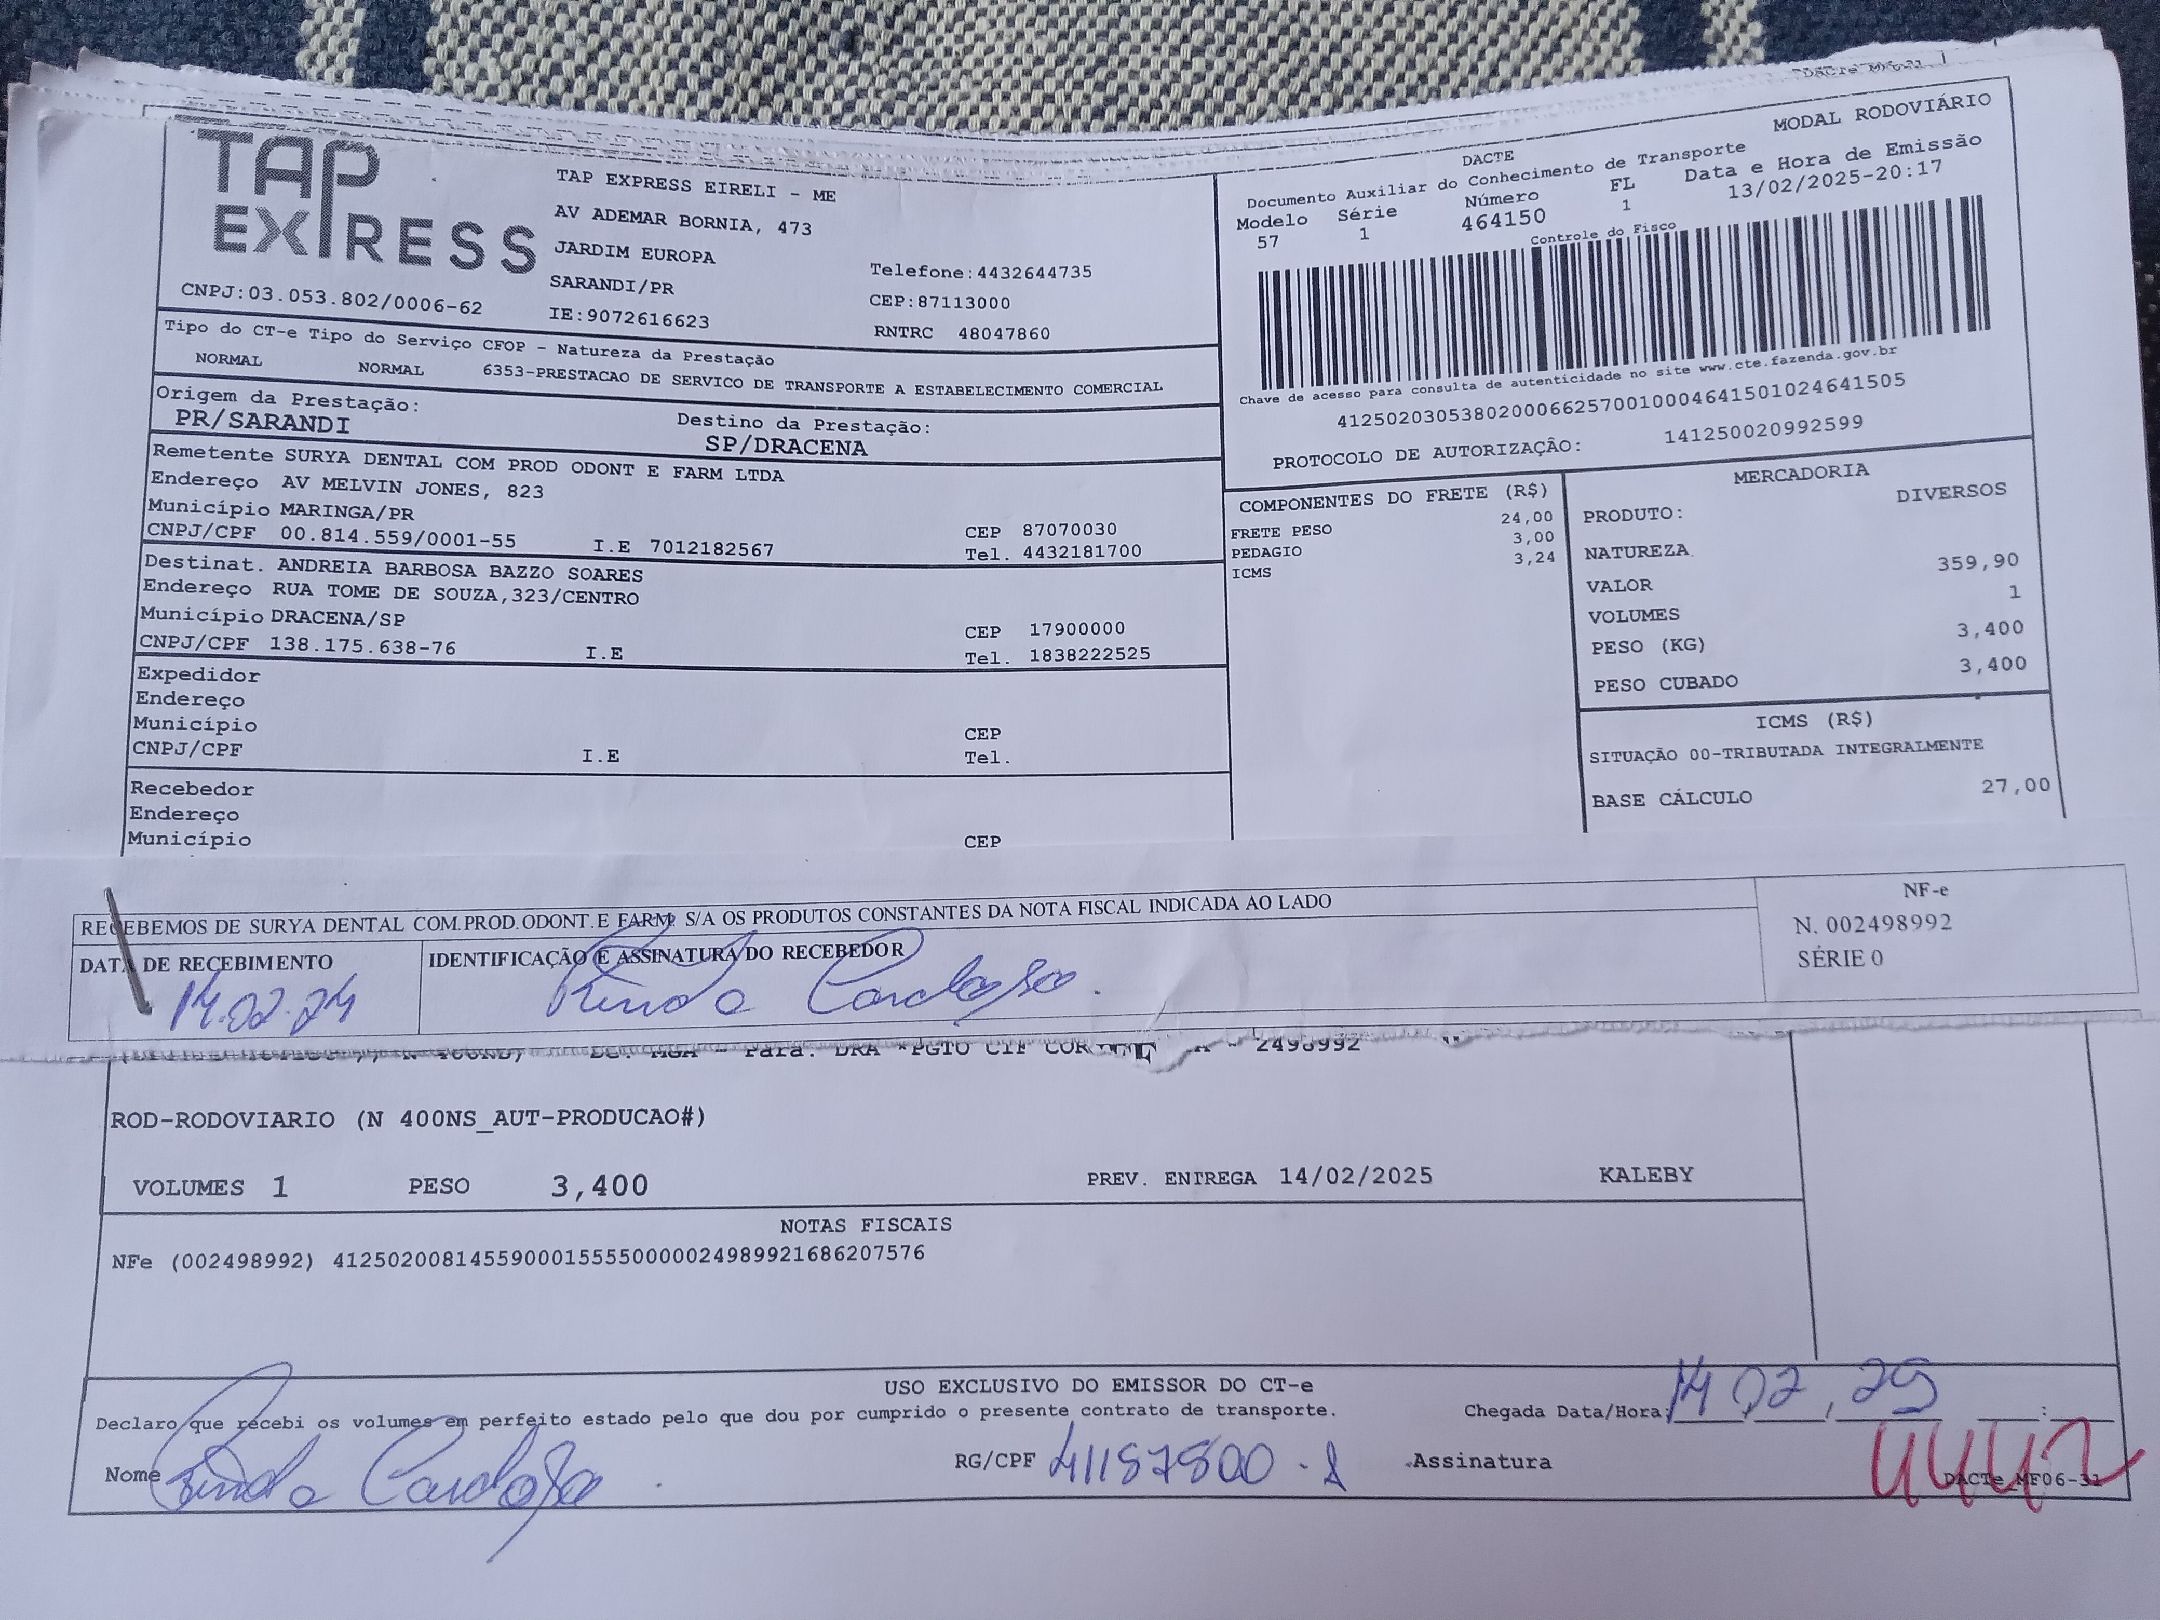 DACTe MF06-31
TAP EXPRESS
CNPJ:03.053.802/0006-62
TAP EXPRESS EIRELI - ME
AV ADEMAR BORNIA, 473
JARDIM EUROPA
SARANDI/PR
IE:9072616623
Telefone:4432644735
CEP:87113000
RNTRC 48047860
MODAL RODOVIÁRIO
DACTE
Documento Auxiliar do Conhecimento de Transporte
Modelo Série Número FL Data e Hora de Emissão
57 1 464150 1 13/02/2025-20:17
Controle do Fisco
Chave de acesso para consulta de autenticidade no site www.cte.fazenda.gov.br
41250203053802000662570010004641501024641505
PROTOCOLO DE AUTORIZAÇÃO: 141250020992599
Tipo do CT-e Tipo do Serviço CFOP - Natureza da Prestação
NORMAL NORMAL 6353-PRESTACAO DE SERVICO DE TRANSPORTE A ESTABELECIMENTO COMERCIAL
Origem da Prestação: Destino da Prestação:
PR/SARANDI SP/DRACENA
Remetente SURYA DENTAL COM PROD ODONT E FARM LTDA
Endereço AV MELVIN JONES, 823
Município MARINGA/PR CEP 87070030
CNPJ/CPF 00.814.559/0001-55 I.E 7012182567 Tel. 4432181700
Destinat. ANDREIA BARBOSA BAZZO SOARES
Endereço RUA TOME DE SOUZA,323/CENTRO
Município DRACENA/SP CEP 17900000
CNPJ/CPF 138.175.638-76 I.E Tel. 1838222525
Expedidor
Endereço
Município CEP
CNPJ/CPF I.E Tel.
Recebedor
Endereço
Município CEP
COMPONENTES DO FRETE (R$)
FRETE PESO 24,00
PEDAGIO 3,00
ICMS 3,24
MERCADORIA
PRODUTO: DIVERSOS
NATUREZA
VALOR 359,90
VOLUMES 1
PESO (KG) 3,400
PESO CUBADO 3,400
ICMS (R$)
SITUAÇÃO 00-TRIBUTADA INTEGRALMENTE
BASE CÁLCULO 27,00
RECEBEMOS DE SURYA DENTAL COM.PROD.ODONT.E FARM. S/A OS PRODUTOS CONSTANTES DA NOTA FISCAL INDICADA AO LADO
DATA DE RECEBIMENTO IDENTIFICAÇÃO E ASSINATURA DO RECEBEDOR
14.02.24 Cardoso.
NF-e
N. 002498992
SÉRIE 0
De: MGA - Para: DRA *PGTO CIF COR 2498992
ROD-RODOVIARIO (N 400NS_AUT-PRODUCAO#)
VOLUMES 1 PESO 3,400 PREV. ENTREGA 14/02/2025 KALEBY
NOTAS FISCAIS
NFe (002498992) 41250200814559000155550000024989921686207576
USO EXCLUSIVO DO EMISSOR DO CT-e
Declaro que recebi os volumes em perfeito estado pelo que dou por cumprido o presente contrato de transporte. Chegada Data/Hora: 14 02, 25 :
Nome Cardoso. RG/CPF Assinatura
DACTe MF06-31